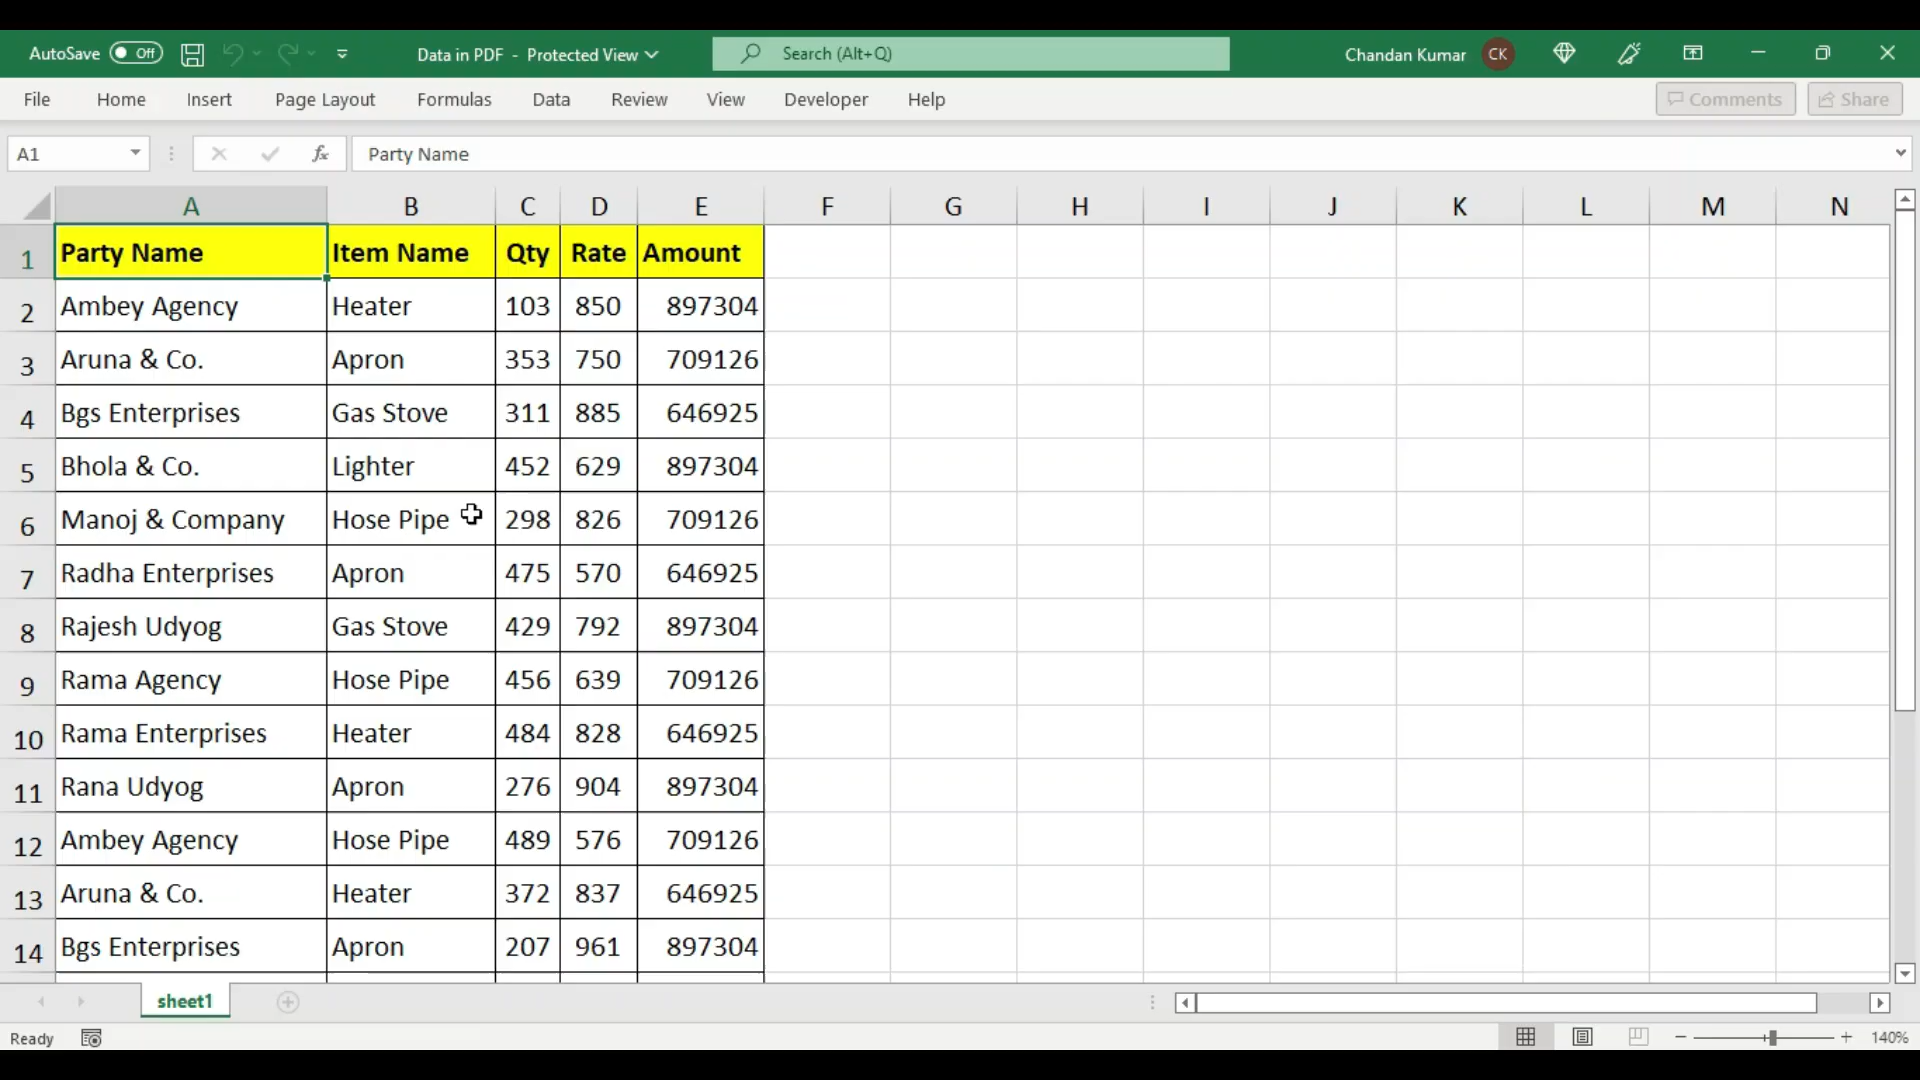 AutoSave Off Data in PDF - Protected View Search (Alt+Q) Chandan Kumar CK
File Home Insert Page Layout Formulas Data Review View Developer Help Comments Share
A1 fx Party Name
A B C D E F G H I J K L M N
1 Party Name Item Name Qty Rate Amount
2 Ambey Agency Heater 103 850 897304
3 Aruna & Co. Apron 353 750 709126
4 Bgs Enterprises Gas Stove 311 885 646925
5 Bhola & Co. Lighter 452 629 897304
6 Manoj & Company Hose Pipe 298 826 709126
7 Radha Enterprises Apron 475 570 646925
8 Rajesh Udyog Gas Stove 429 792 897304
9 Rama Agency Hose Pipe 456 639 709126
10 Rama Enterprises Heater 484 828 646925
11 Rana Udyog Apron 276 904 897304
12 Ambey Agency Hose Pipe 489 576 709126
13 Aruna & Co. Heater 372 837 646925
14 Bgs Enterprises Apron 207 961 897304
sheet1
Ready 140%